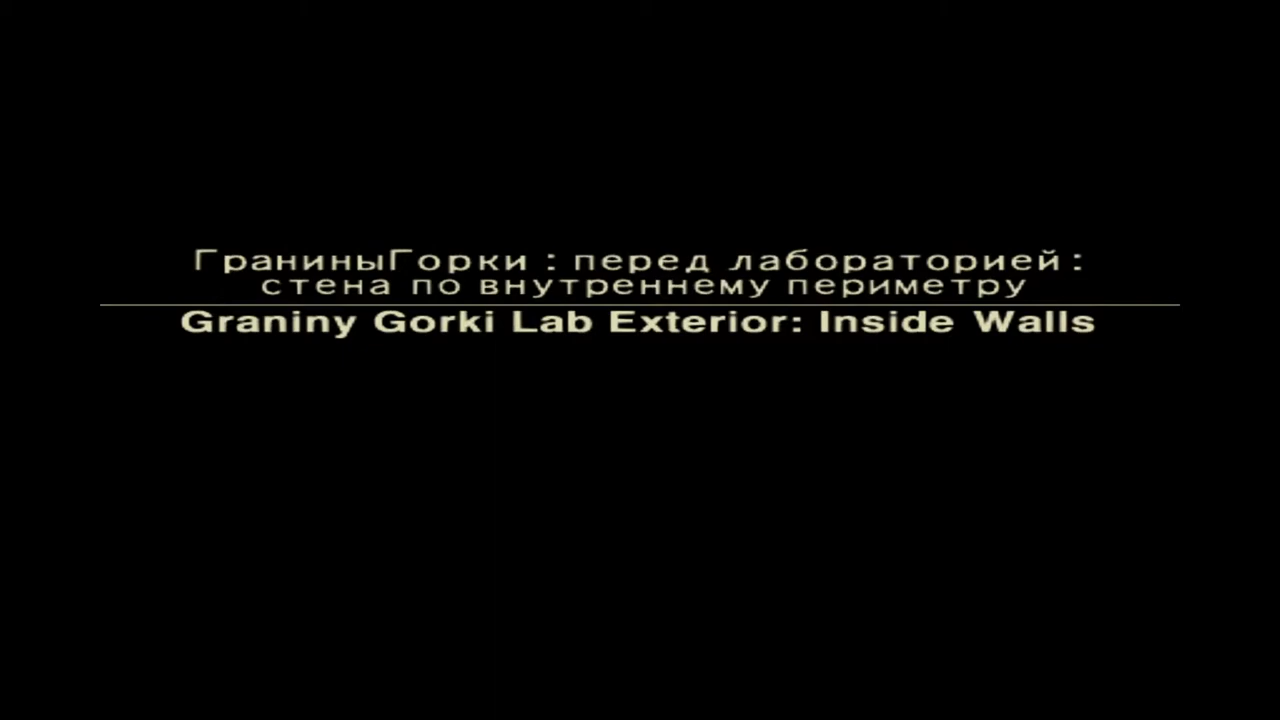 ГраниныГорки : перед лабораторией:
стена по внутреннему периметру
Graniny Gorki Lab Exterior: Inside Walls